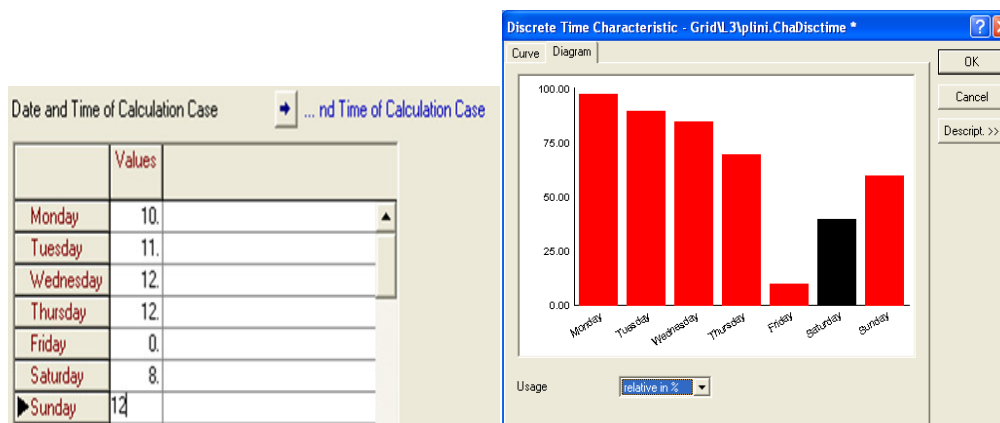 Date and Time of Calculation Case ... nd Time of Calculation Case
Values
Monday 10.
Tuesday 11.
Wednesday 12.
Thursday 12.
Friday 0.
Saturday 8.
Sunday 12
Discrete Time Characteristic - Grid\L3\plini.ChaDisctime *
Curve Diagram
OK
Cancel
Descript. >>
100.00
75.00
50.00
25.00
0.00
Monday Tuesday Wednesday Thursday Friday Saturday Sunday
Usage relative in %